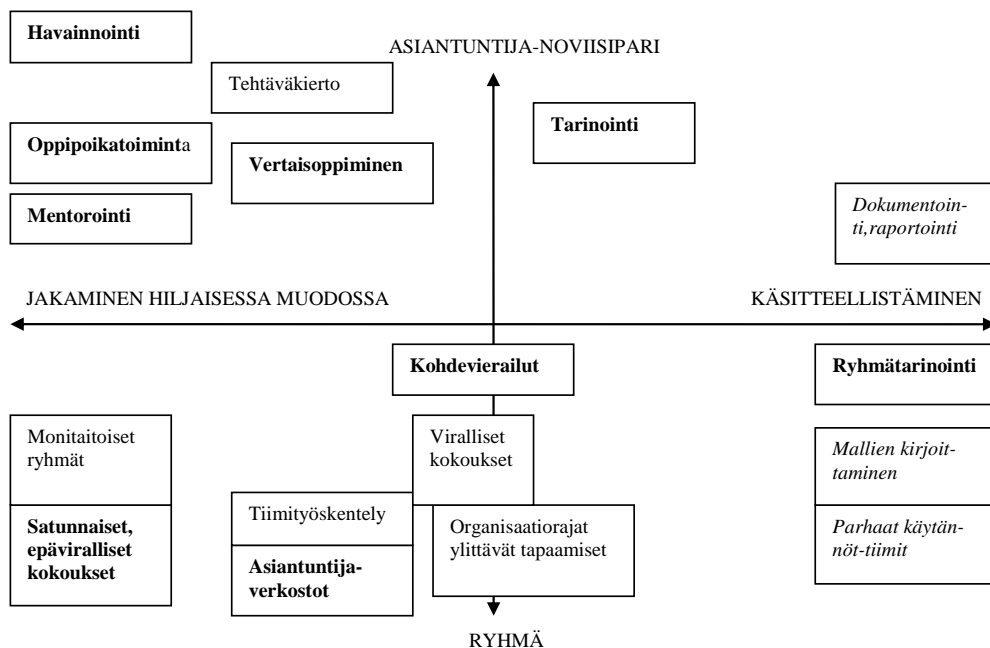 Havainnointi
ASIANTUNTIJA-NOVIISIPARI
Tehtäväkierto
Tarinointi
Oppipoikatoiminta
Vertaisoppiminen
Mentorointi
Dokumentoin-
ti,raportointi
JAKAMINEN HILJAISESSA MUODOSSA
KÄSITTEELLISTÄMINEN
Kohdevierailut
Ryhmätarinointi
Monitaitoiset
ryhmät
Viralliset
kokoukset
Mallien kirjoit-
taminen
Satunnaiset,
epäviralliset
kokoukset
Tiimityöskentely
Asiantuntija-
verkostot
Organisaatiorajat
ylittävät tapaamiset
Parhaat käytän-
nöt-tiimit
RYHMÄ